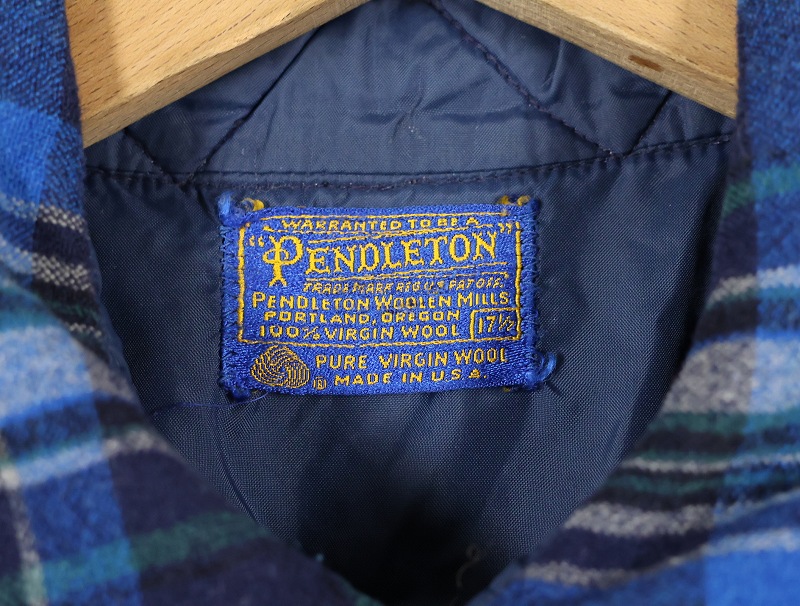 WARRANTED TO BE A
"PENDLETON"
TRADE MARK REG. U.S. PAT. OFF.
PENDLETON WOOLEN MILLS
PORTLAND, OREGON
100% VIRGIN WOOL 17½
PURE VIRGIN WOOL
® MADE IN U.S.A.